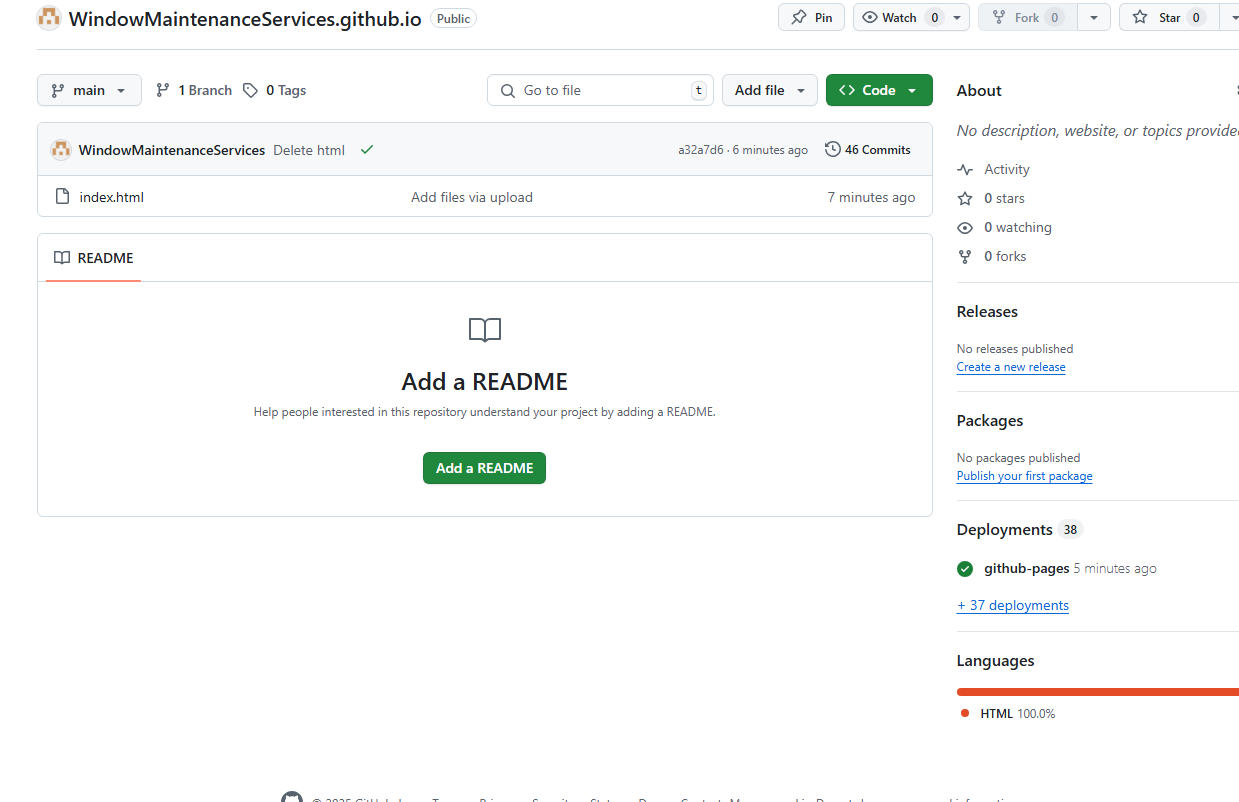 WindowMaintenanceServices.github.io Public Pin Watch 0 Fork 0 Star 0
main 1 Branch 0 Tags Go to file t Add file Code
WindowMaintenanceServices Delete html a32a7d6 · 6 minutes ago 46 Commits
index.html Add files via upload 7 minutes ago
README
Add a README
Help people interested in this repository understand your project by adding a README.
Add a README
About
No description, website, or topics provide
Activity
0 stars
0 watching
0 forks
Releases
No releases published
Create a new release
Packages
No packages published
Publish your first package
Deployments 38
github-pages 5 minutes ago
+ 37 deployments
Languages
HTML 100.0%